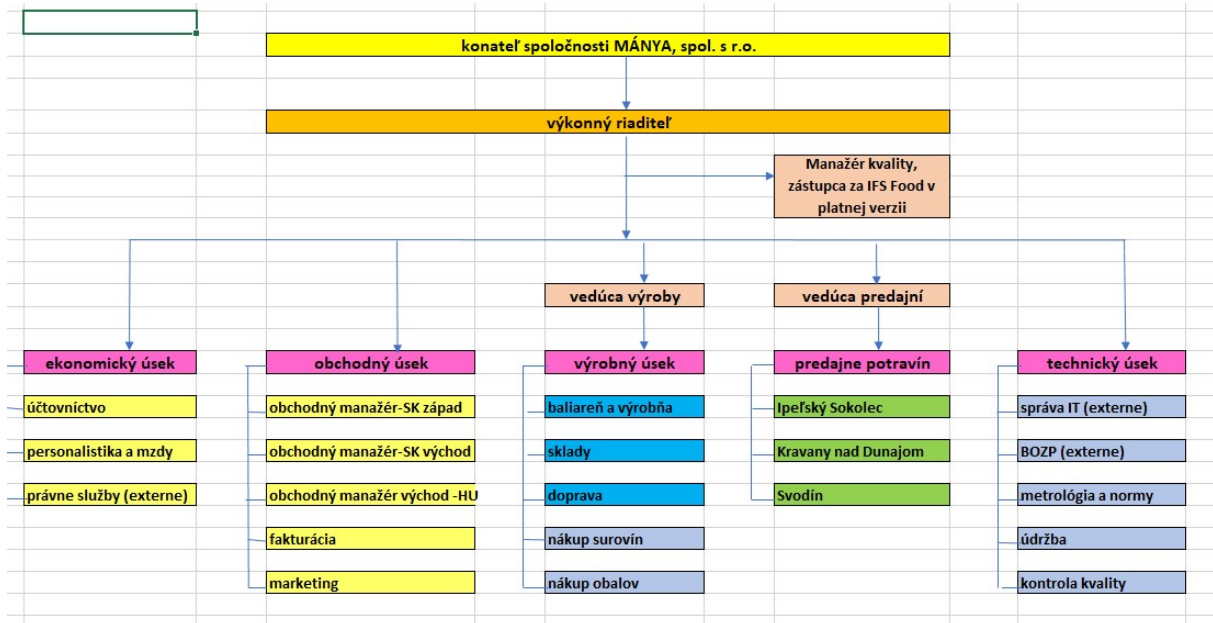 konateľ spoločnosti MÁNYA, spol. s r.o.
výkonný riaditeľ
Manažér kvality,
zástupca za IFS Food v
platnej verzii
vedúca výroby
vedúca predajní
ekonomický úsek
účtovníctvo
personalistika a mzdy
právne služby (externe)
obchodný úsek
obchodný manažér-SK západ
obchodný manažér-SK východ
obchodný manažér východ -HU
fakturácia
marketing
výrobný úsek
baliareň a výrobňa
sklady
doprava
nákup surovín
nákup obalov
predajne potravín
Ipeľský Sokolec
Kravany nad Dunajom
Svodín
technický úsek
správa IT (externe)
BOZP (externe)
metrológia a normy
údržba
kontrola kvality